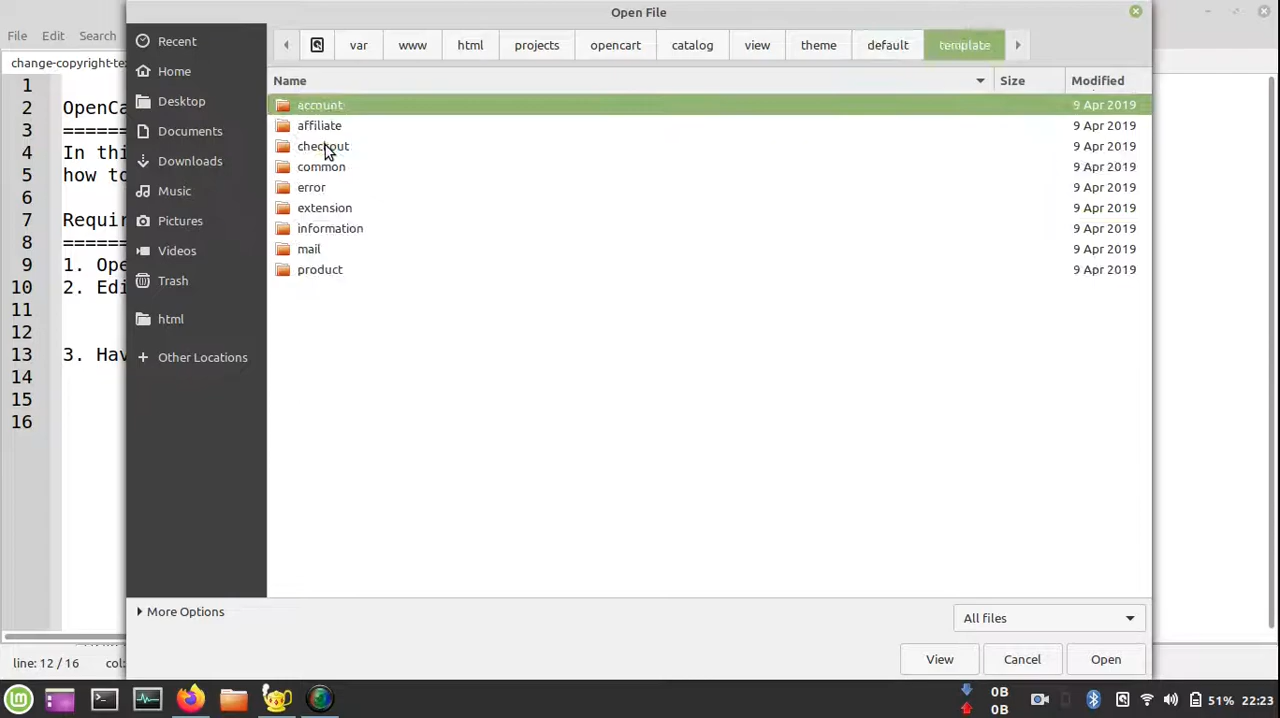 Open File
File Edit Search
Recent
var www html projects opencart catalog view theme default template
change-copyright-te
Home
Name Size Modified
1
Desktop
account 9 Apr 2019
2 OpenCa
affiliate 9 Apr 2019
3 ======
Documents
checkout 9 Apr 2019
4 In thi
Downloads
common 9 Apr 2019
5 how to
error 9 Apr 2019
6
Music
extension 9 Apr 2019
7 Requir
Pictures
information 9 Apr 2019
8 ======
Videos
mail 9 Apr 2019
9 1. Ope
product 9 Apr 2019
10 2. Edi
Trash
11
html
12
13 3. Hav
Other Locations
14
15
16
More Options
All files
line: 12 / 16 col:
View Cancel Open
0B
0B
51% 22:23